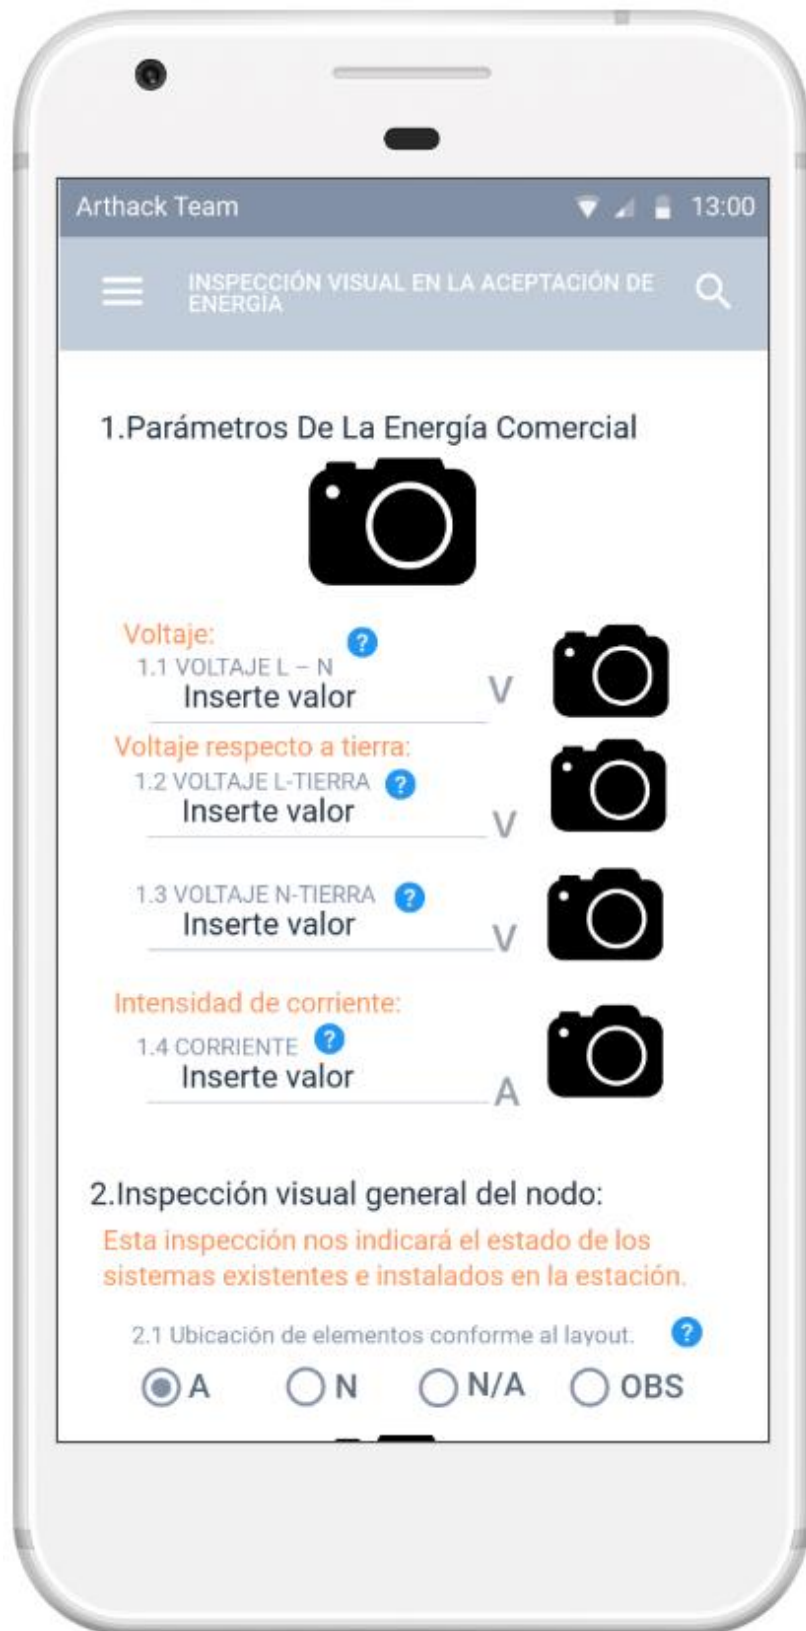 Arthack Team 13:00
INSPECCIÓN VISUAL EN LA ACEPTACIÓN DE
ENERGÍA
1.Parámetros De La Energía Comercial
Voltaje:
?
1.1 VOLTAJE L – N
Inserte valor V
Voltaje respecto a tierra:
1.2 VOLTAJE L-TIERRA ?
Inserte valor V
1.3 VOLTAJE N-TIERRA ?
Inserte valor V
Intensidad de corriente:
1.4 CORRIENTE ?
Inserte valor A
2.Inspección visual general del nodo:
Esta inspección nos indicará el estado de los
sistemas existentes e instalados en la estación.
2.1 Ubicación de elementos conforme al layout. ?
A N N/A OBS